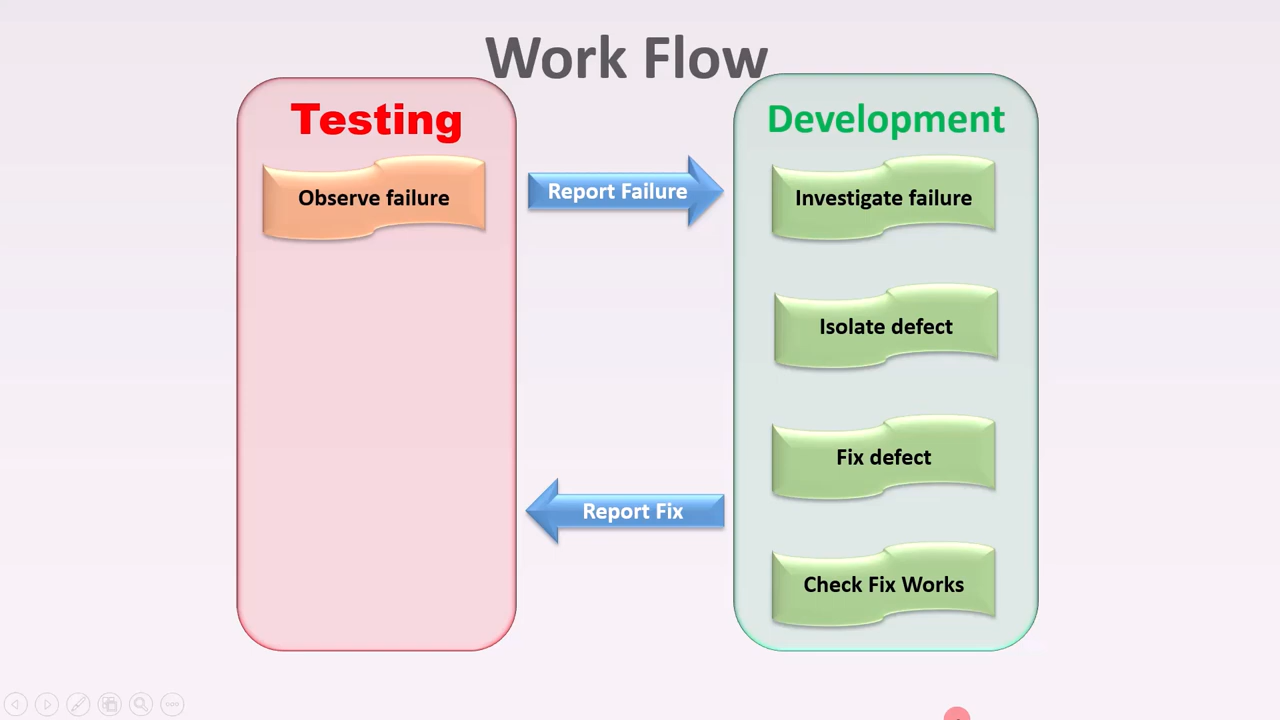 Work Flow
Testing
Observe failure
Report Failure
Report Fix
Development
Investigate failure
Isolate defect
Fix defect
Check Fix Works